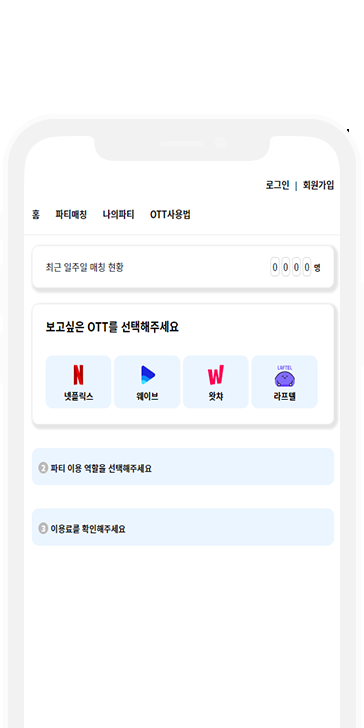 로그인 | 회원가입
홈 파티매칭 나의파티 OTT사용법
최근 일주일 매칭 현황 0 0 0 0 명
보고싶은 OTT를 선택해주세요
LAFTEL
넷플릭스 웨이브 왓챠 라프텔
2 파티 이용 역할을 선택해주세요
3 이용료를 확인해주세요